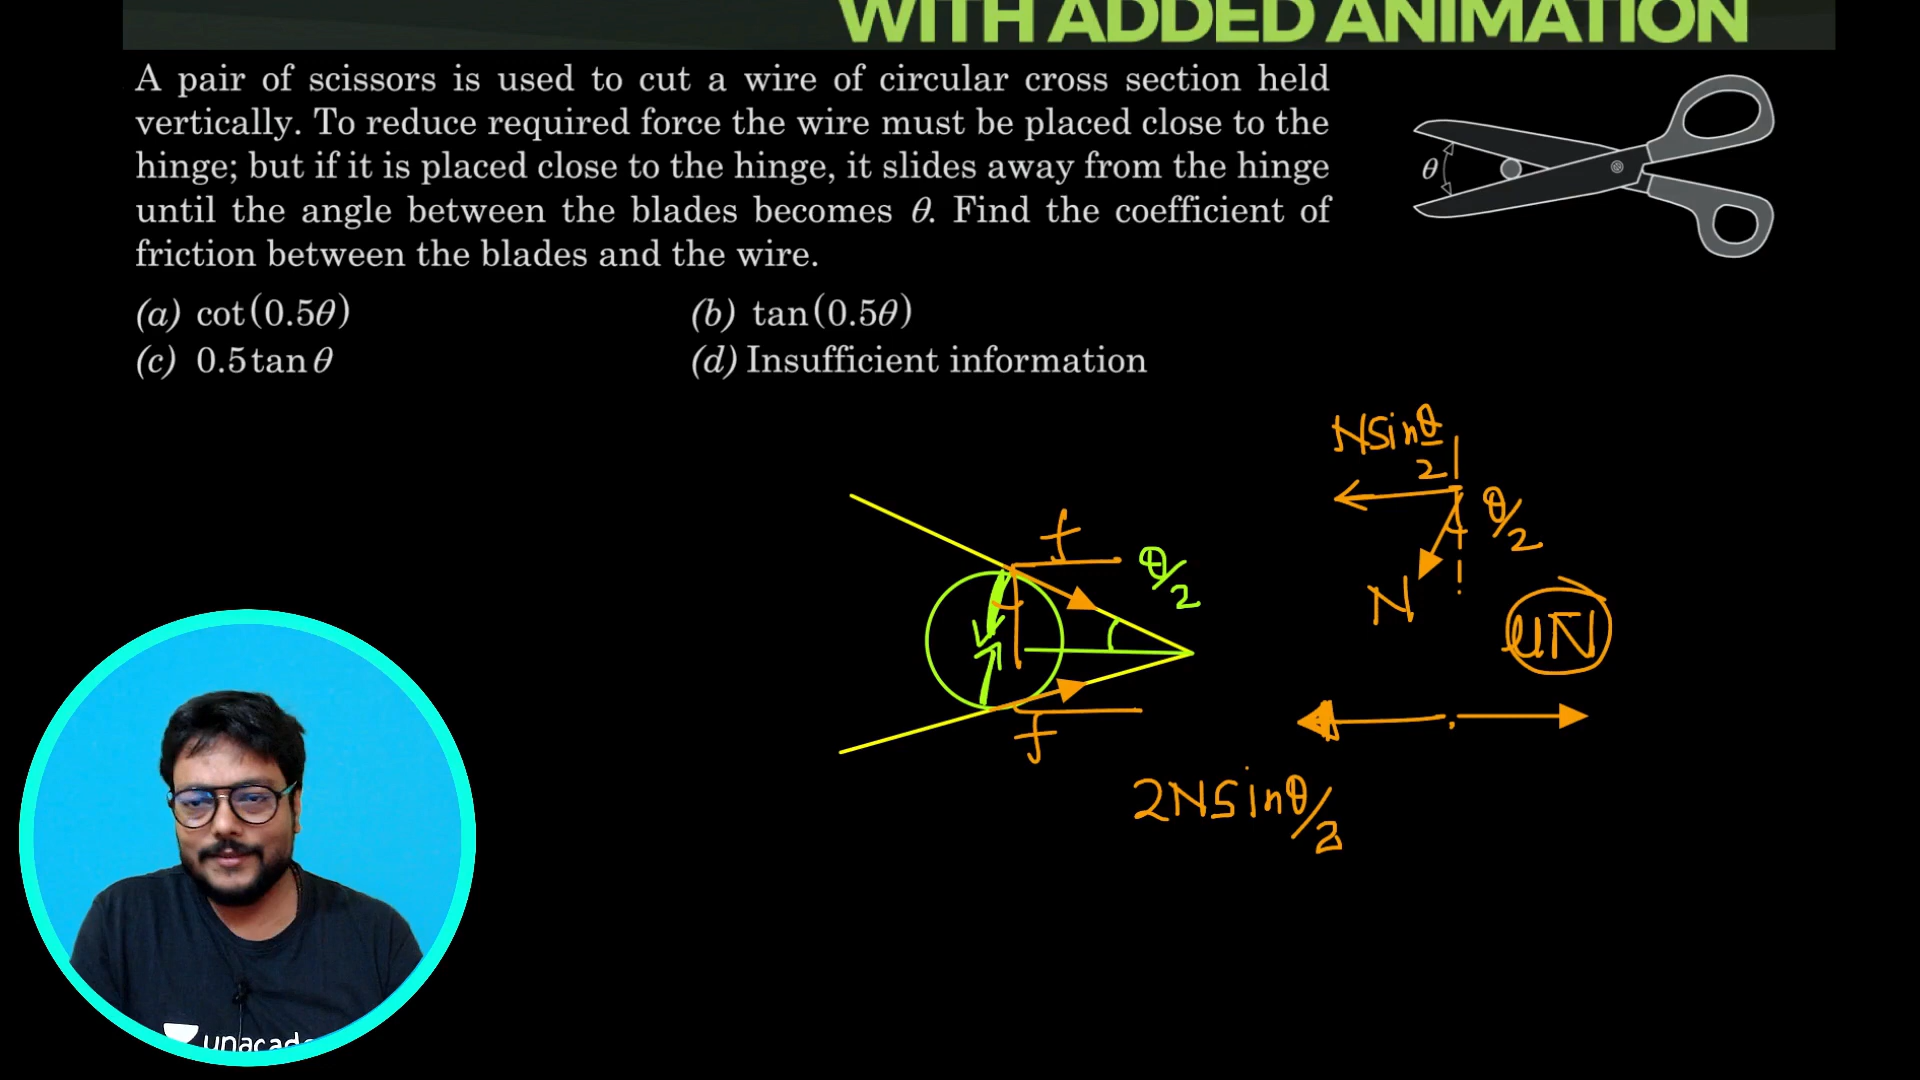 WITH ADDED ANIMATION
A pair of scissors is used to cut a wire of circular cross section held
vertically. To reduce required force the wire must be placed close to the
hinge; but if it is placed close to the hinge, it slides away from the hinge
until the angle between the blades becomes θ. Find the coefficient of
friction between the blades and the wire.
(a) cot(0.5θ) (b) tan(0.5θ)
(c) 0.5tanθ (d) Insufficient information
θ
f
θ/2
f
NSinθ/2
θ/2
N
μN
2NSinθ/2